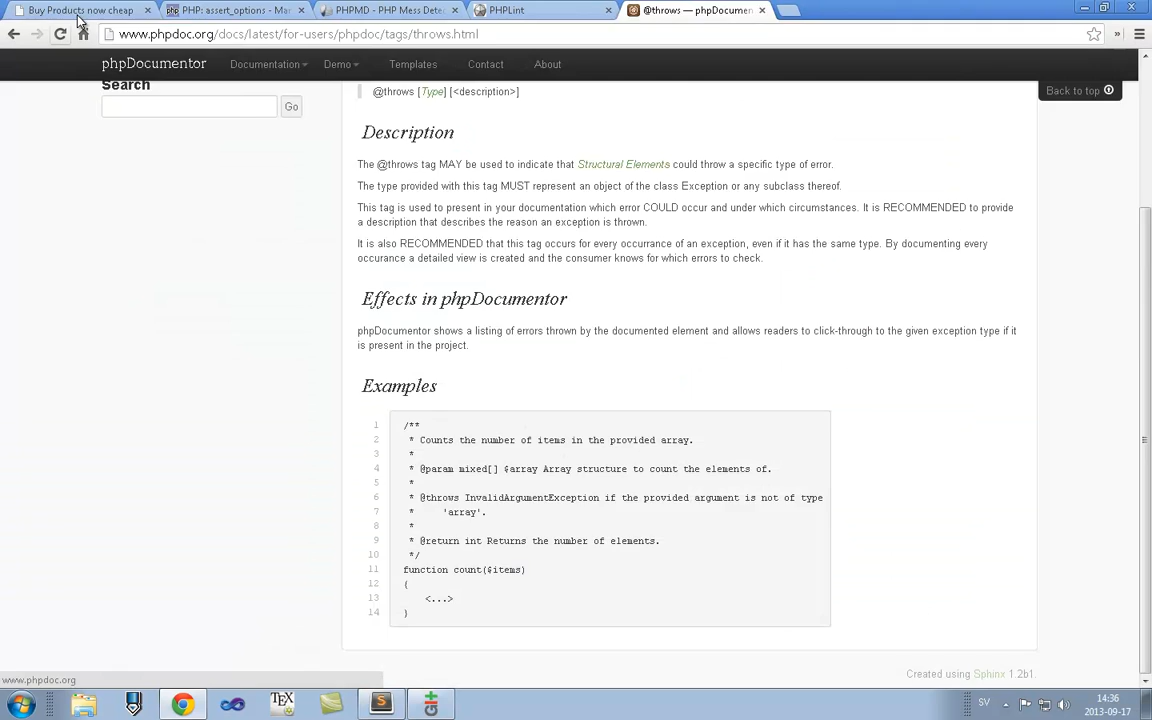 Buy Products now cheap
PHP: assert_options - Ma
PHPMD - PHP Mess Dete
PHPLint
@throws — phpDocumen
www.phpdoc.org/docs/latest/for-users/phpdoc/tags/throws.html
phpDocumentor
Documentation
Demo
Templates
Contact
About
Back to top
Search
Go
@throws [Type] [<description>]
Description
The @throws tag MAY be used to indicate that Structural Elements could throw a specific type of error.
The type provided with this tag MUST represent an object of the class Exception or any subclass thereof.
This tag is used to present in your documentation which error COULD occur and under which circumstances. It is RECOMMENDED to provide
a description that describes the reason an exception is thrown.
It is also RECOMMENDED that this tag occurs for every occurrance of an exception, even if it has the same type. By documenting every
occurance a detailed view is created and the consumer knows for which errors to check.
Effects in phpDocumentor
phpDocumentor shows a listing of errors thrown by the documented element and allows readers to click-through to the given exception type if it
is present in the project.
Examples
1 /**
2 * Counts the number of items in the provided array.
3 *
4 * @param mixed[] $array Array structure to count the elements of.
5 *
6 * @throws InvalidArgumentException if the provided argument is not of type
7 *     'array'.
8 *
9 * @return int Returns the number of elements.
10 */
11 function count($items)
12 {
13     <...>
14 }
Created using Sphinx 1.2b1.
www.phpdoc.org
SV
14:36
2013-09-17